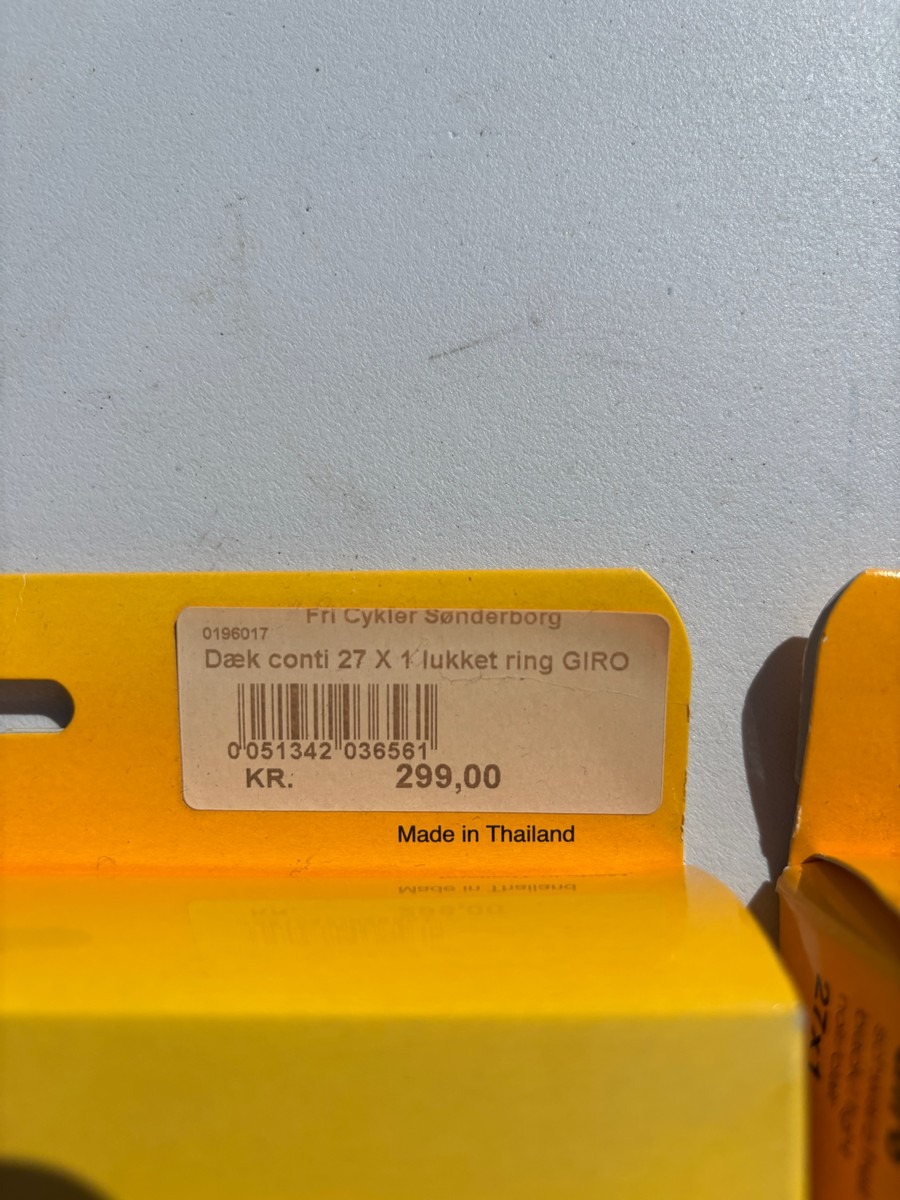 Fri Cykler Sønderborg
0196017
Dæk conti 27 X 1 lukket ring GIRO
0 051342 036561
KR. 299,00
Made in Thailand
27x1